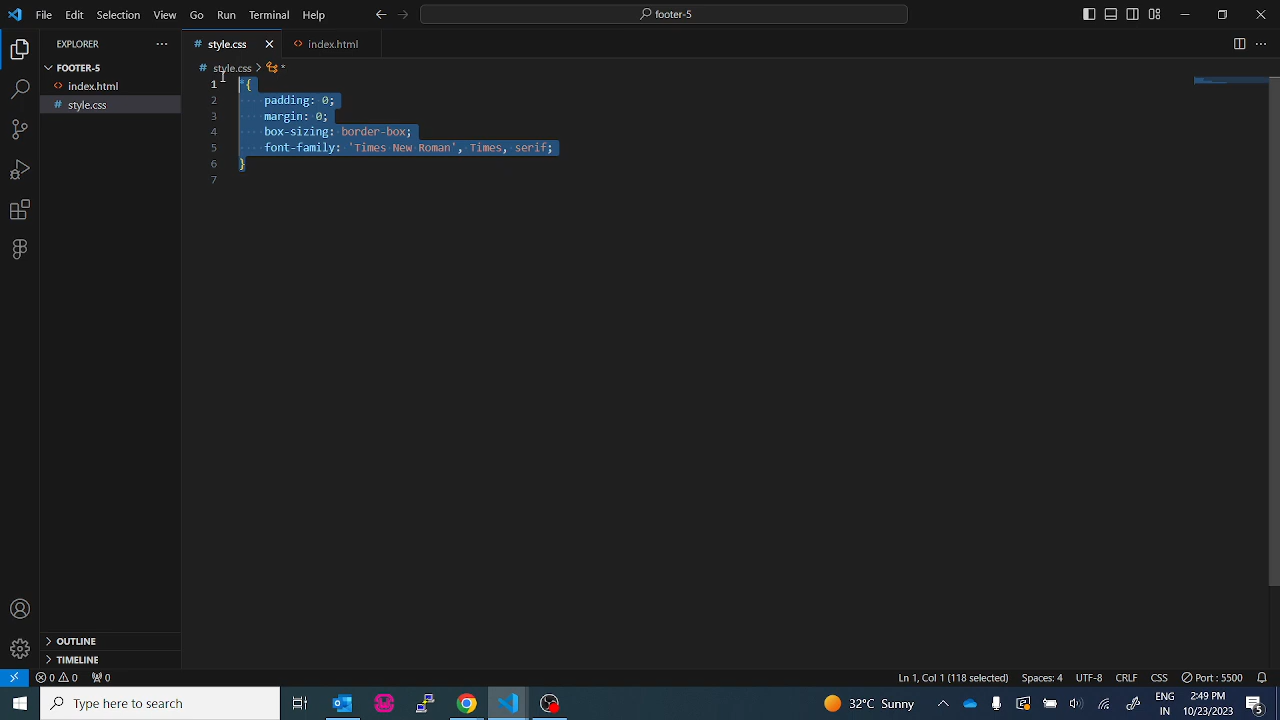 File Edit Selection View Go Run Terminal Help footer-5
EXPLORER
style.css
index.html
FOOTER-5
style.css > *
index.html
style.css
1 *{
2 padding: 0;
3 margin: 0;
4 box-sizing: border-box;
5 font-family: 'Times New Roman', Times, serif;
6 }
7
OUTLINE
TIMELINE
0 0 0
Ln 1, Col 1 (118 selected) Spaces: 4 UTF-8 CRLF CSS Port : 5500
Type here to search
32°C Sunny
ENG
IN
2:49 PM
10/23/2023